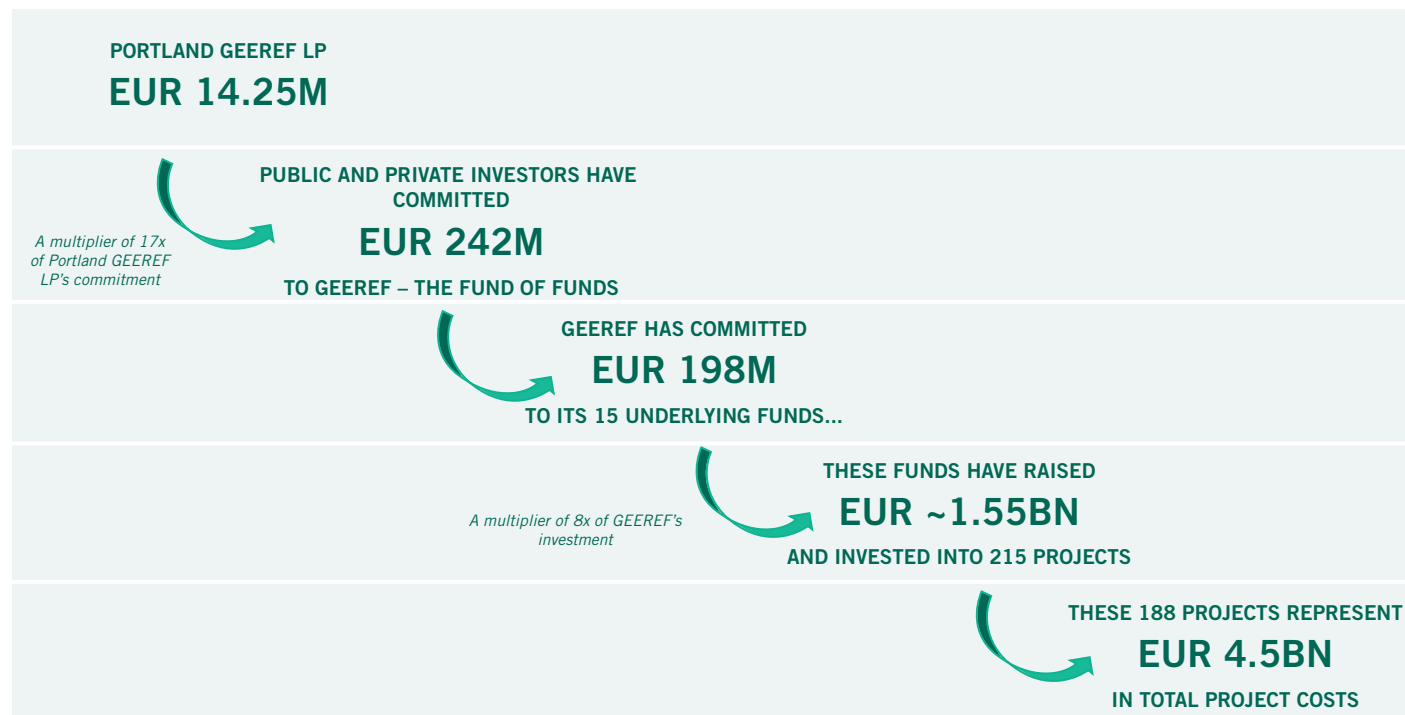 PORTLAND GEEREF LP
EUR 14.25M
PUBLIC AND PRIVATE INVESTORS HAVE
COMMITTED
EUR 242M
TO GEEREF – THE FUND OF FUNDS
A multiplier of 17x
of Portland GEEREF
LP's commitment
GEEREF HAS COMMITTED
EUR 198M
TO ITS 15 UNDERLYING FUNDS...
THESE FUNDS HAVE RAISED
EUR ~1.55BN
AND INVESTED INTO 215 PROJECTS
A multiplier of 8x of GEEREF's
investment
THESE 188 PROJECTS REPRESENT
EUR 4.5BN
IN TOTAL PROJECT COSTS